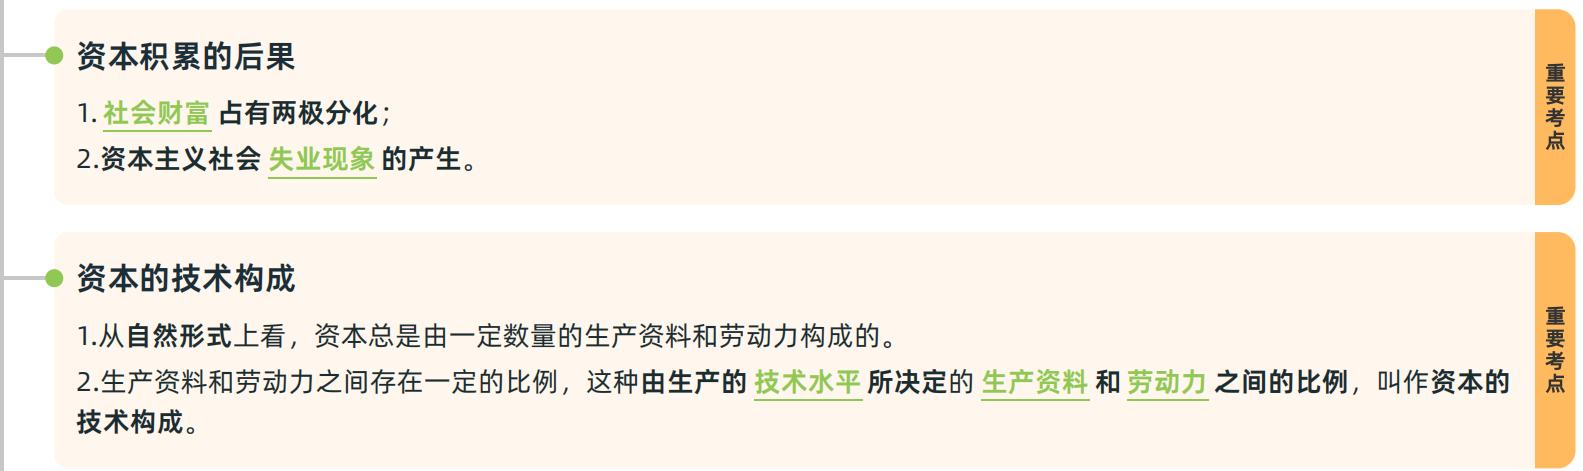 资本积累的后果
1. 社会财富 占有两极分化；
2.资本主义社会 失业现象 的产生。
重要考点
资本的技术构成
1.从自然形式上看，资本总是由一定数量的生产资料和劳动力构成的。
2.生产资料和劳动力之间存在一定的比例，这种由生产的 技术水平 所决定的 生产资料 和 劳动力 之间的比例，叫作资本的
技术构成。
重要考点